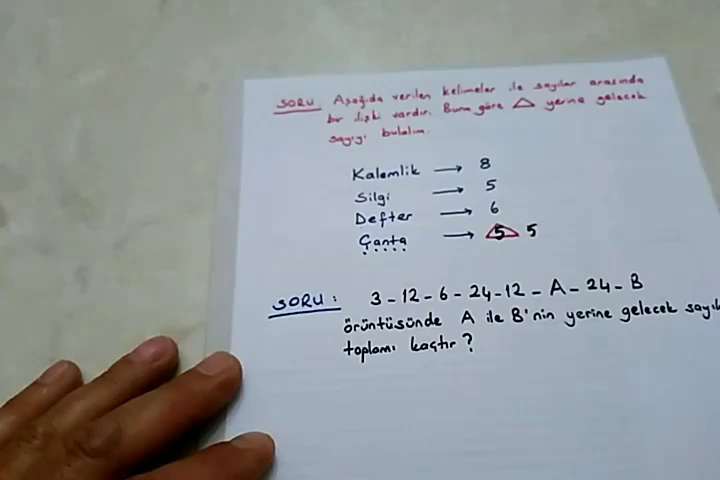 SORU Aşağıda verilen kelimeler ile sayılar arasında
bir ilişki vardır. Buna göre △ yerine gelecek
sayıyı bulalım.
Kalemlik → 8
Silgi → 5
Defter → 6
Çanta → 5 5
SORU: 3-12-6-24-12-A-24-B
örüntüsünde A ile B'nin yerine gelecek
toplamı kaçtır?